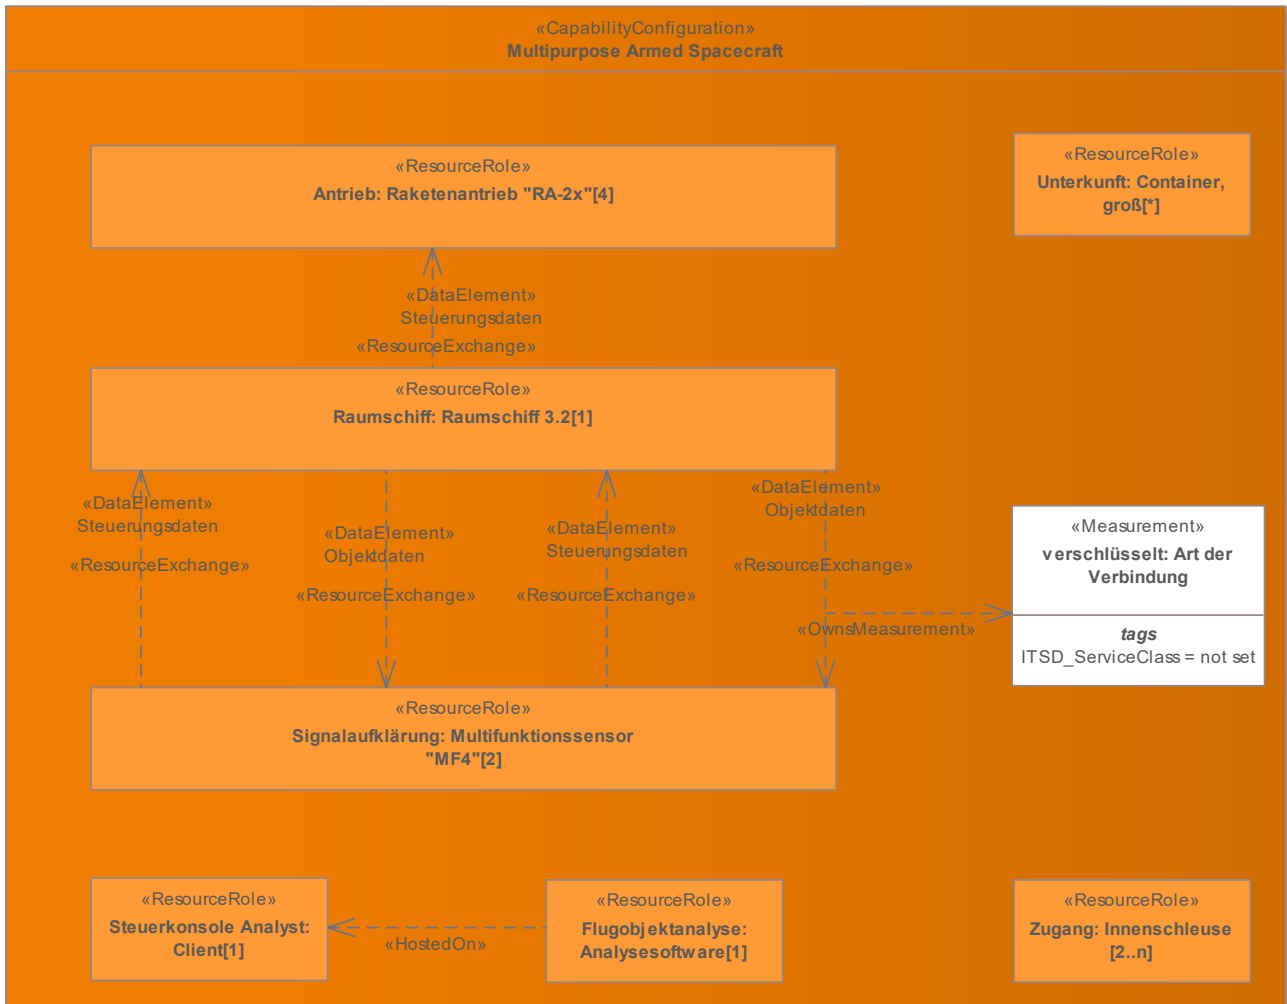 «CapabilityConfiguration»
Multipurpose Armed Spacecraft
«ResourceRole»
Antrieb: Raketenantrieb "RA-2x"[4]
«ResourceRole»
Unterkunft: Container,
groß[*]
«DataElement»
Steuerungsdaten
«ResourceExchange»
«ResourceRole»
Raumschiff: Raumschiff 3.2[1]
«DataElement»
Steuerungsdaten
«ResourceExchange»
«DataElement»
Objektdaten
«ResourceExchange»
«DataElement»
Steuerungsdaten
«ResourceExchange»
«DataElement»
Objektdaten
«ResourceExchange»
«OwnsMeasurement»
«Measurement»
verschlüsselt: Art der
Verbindung
tags
ITSD_ServiceClass = not set
«ResourceRole»
Signalaufklärung: Multifunktionssensor
"MF4"[2]
«ResourceRole»
Steuerkonsole Analyst:
Client[1]
«HostedOn»
«ResourceRole»
Flugobjektanalyse:
Analysesoftware[1]
«ResourceRole»
Zugang: Innenschleuse
[2..n]